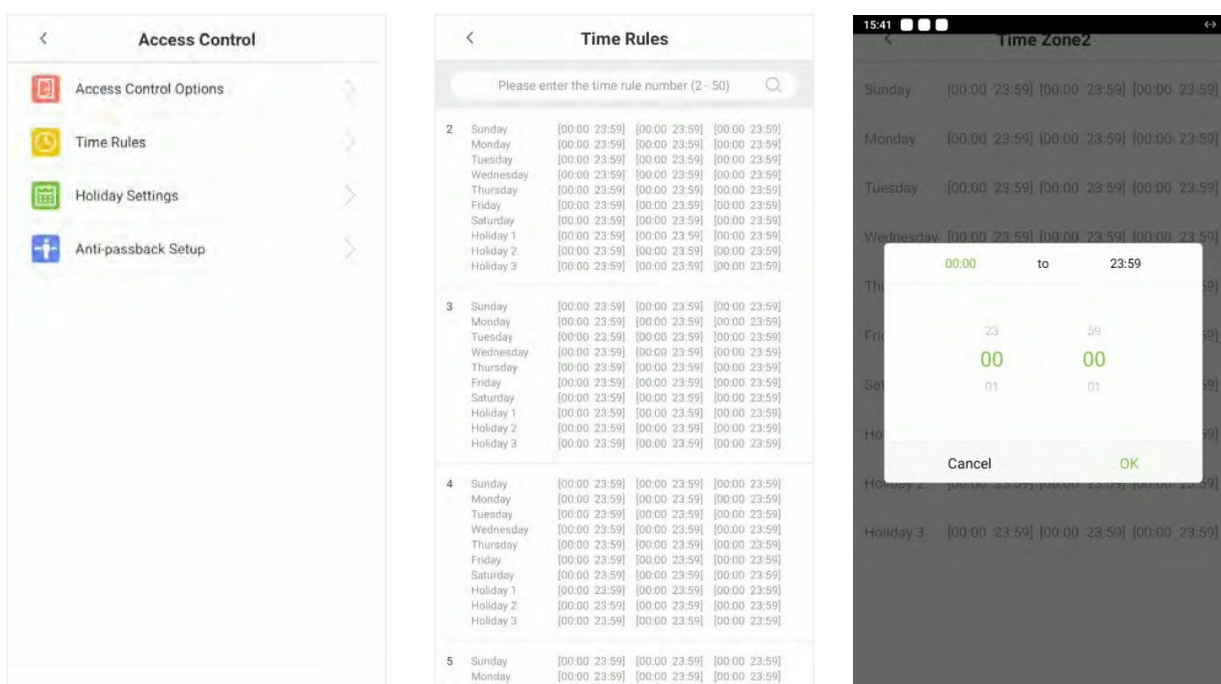 Access Control
Access Control Options
Time Rules
Holiday Settings
Anti-passback Setup
Time Rules
Please enter the time rule number (2 - 50)
2 Sunday [00:00 23:59] [00:00 23:59] [00:00 23:59]
Monday [00:00 23:59] [00:00 23:59] [00:00 23:59]
Tuesday [00:00 23:59] [00:00 23:59] [00:00 23:59]
Wednesday [00:00 23:59] [00:00 23:59] [00:00 23:59]
Thursday [00:00 23:59] [00:00 23:59] [00:00 23:59]
Friday [00:00 23:59] [00:00 23:59] [00:00 23:59]
Saturday [00:00 23:59] [00:00 23:59] [00:00 23:59]
Holiday 1 [00:00 23:59] [00:00 23:59] [00:00 23:59]
Holiday 2 [00:00 23:59] [00:00 23:59] [00:00 23:59]
Holiday 3 [00:00 23:59] [00:00 23:59] [00:00 23:59]
3 Sunday [00:00 23:59] [00:00 23:59] [00:00 23:59]
Monday [00:00 23:59] [00:00 23:59] [00:00 23:59]
Tuesday [00:00 23:59] [00:00 23:59] [00:00 23:59]
Wednesday [00:00 23:59] [00:00 23:59] [00:00 23:59]
Thursday [00:00 23:59] [00:00 23:59] [00:00 23:59]
Friday [00:00 23:59] [00:00 23:59] [00:00 23:59]
Saturday [00:00 23:59] [00:00 23:59] [00:00 23:59]
Holiday 1 [00:00 23:59] [00:00 23:59] [00:00 23:59]
Holiday 2 [00:00 23:59] [00:00 23:59] [00:00 23:59]
Holiday 3 [00:00 23:59] [00:00 23:59] [00:00 23:59]
4 Sunday [00:00 23:59] [00:00 23:59] [00:00 23:59]
Monday [00:00 23:59] [00:00 23:59] [00:00 23:59]
Tuesday [00:00 23:59] [00:00 23:59] [00:00 23:59]
Wednesday [00:00 23:59] [00:00 23:59] [00:00 23:59]
Thursday [00:00 23:59] [00:00 23:59] [00:00 23:59]
Friday [00:00 23:59] [00:00 23:59] [00:00 23:59]
Saturday [00:00 23:59] [00:00 23:59] [00:00 23:59]
Holiday 1 [00:00 23:59] [00:00 23:59] [00:00 23:59]
Holiday 2 [00:00 23:59] [00:00 23:59] [00:00 23:59]
Holiday 3 [00:00 23:59] [00:00 23:59] [00:00 23:59]
5 Sunday [00:00 23:59] [00:00 23:59] [00:00 23:59]
Monday [00:00 23:59] [00:00 23:59] [00:00 23:59]
15:41
Time Zone2
Sunday [00:00 23:59] [00:00 23:59] [00:00 23:59]
Monday [00:00 23:59] [00:00 23:59] [00:00 23:59]
Tuesday [00:00 23:59] [00:00 23:59] [00:00 23:59]
Wednesday [00:00 23:59] [00:00 23:59] [00:00 23:59]
00:00 to 23:59
23 59
00 : 00
01 01
Cancel OK
Holiday 2 [00:00 23:59] [00:00 23:59] [00:00 23:59]
Holiday 3 [00:00 23:59] [00:00 23:59] [00:00 23:59]